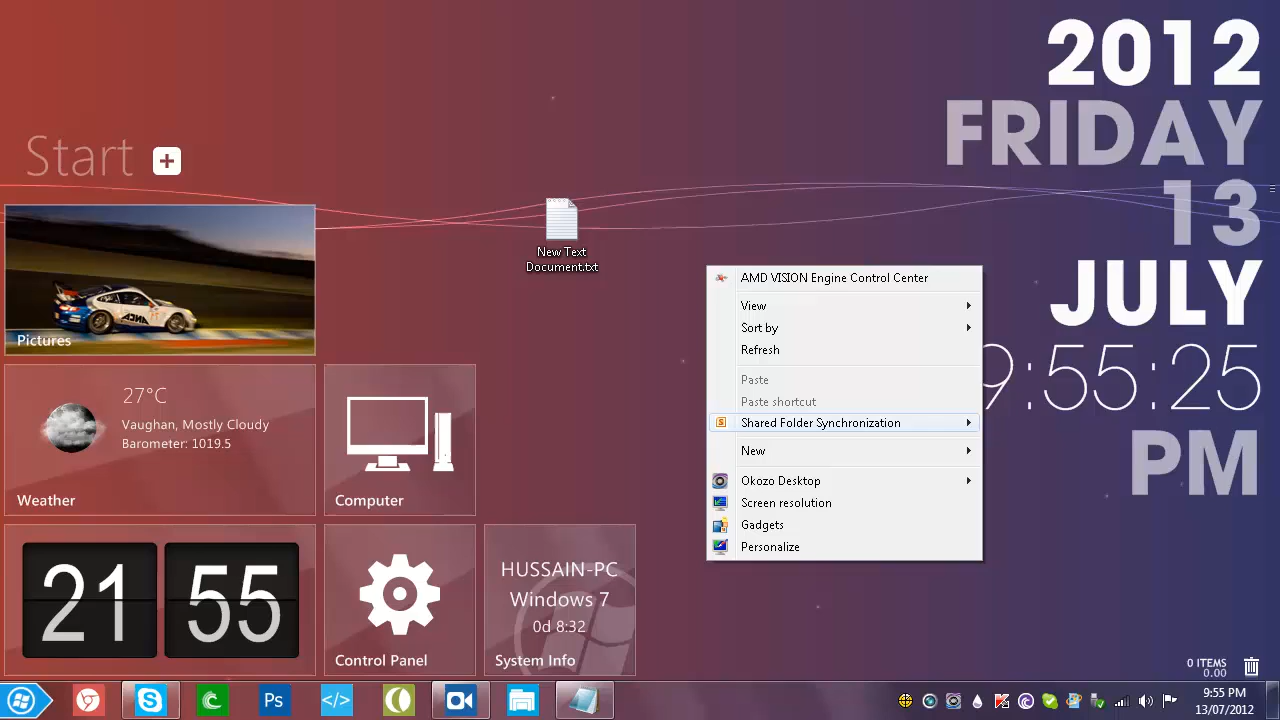 2012
FRIDAY
13
JULY
9:55:25
PM
Start
Pictures
27°C
Vaughan, Mostly Cloudy
Barometer: 1019.5
Weather
Computer
21 55
Control Panel
HUSSAIN-PC
Windows 7
0d 8:32
System Info
New Text
Document.txt
AMD VISION Engine Control Center
View
Sort by
Refresh
Paste
Paste shortcut
Shared Folder Synchronization
New
Okozo Desktop
Screen resolution
Gadgets
Personalize
0 ITEMS
0.00
Ps
</>
9:55 PM
13/07/2012